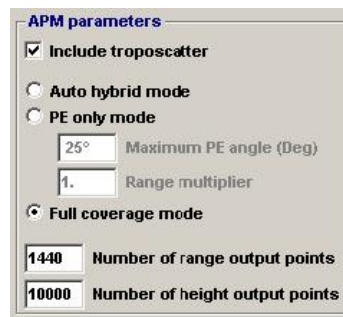 APM parameters
Include troposcatter
Auto hybrid mode
PE only mode
25° Maximum PE angle (Deg)
1. Range multiplier
Full coverage mode
1440 Number of range output points
10000 Number of height output points